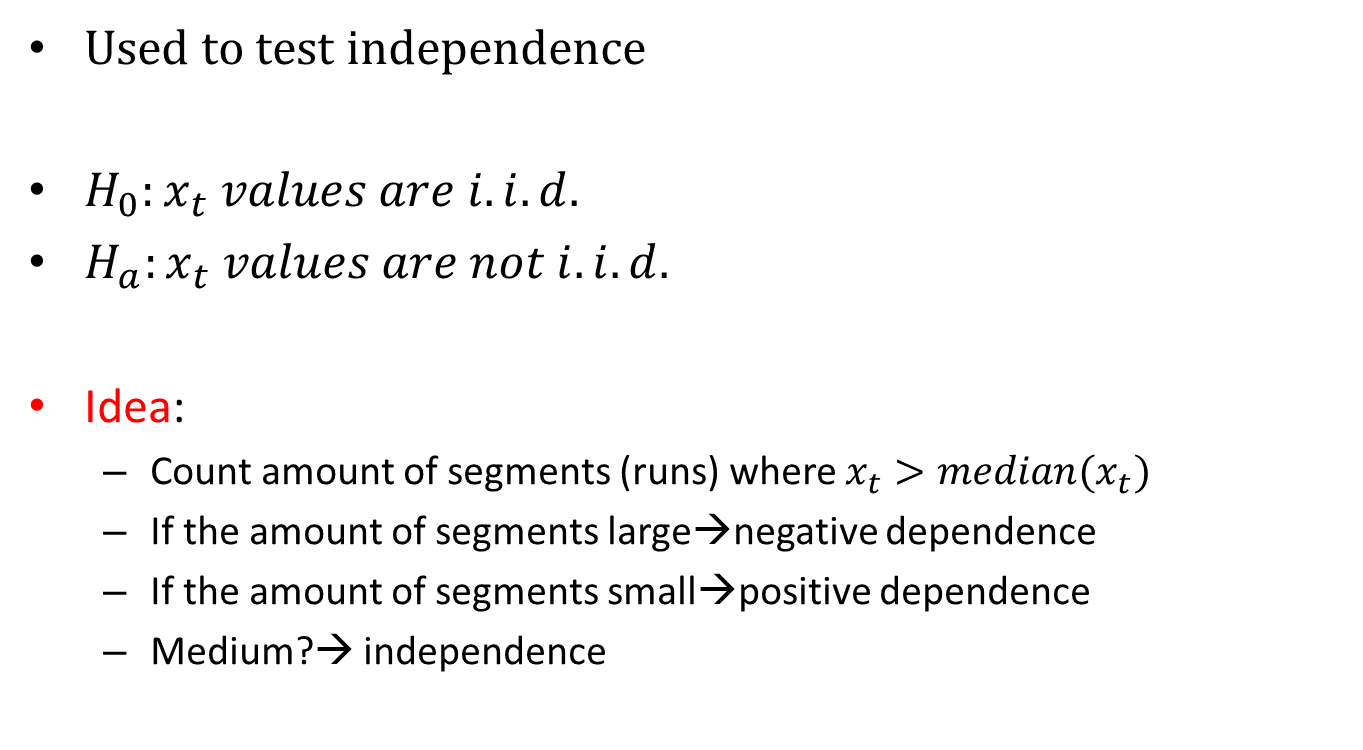 • Used to test independence
• H₀: xₜ values are i.i.d.
• Hₐ: xₜ values are not i.i.d.
• Idea:
– Count amount of segments (runs) where xₜ > median(xₜ)
– If the amount of segments large→negative dependence
– If the amount of segments small→positive dependence
– Medium?→ independence